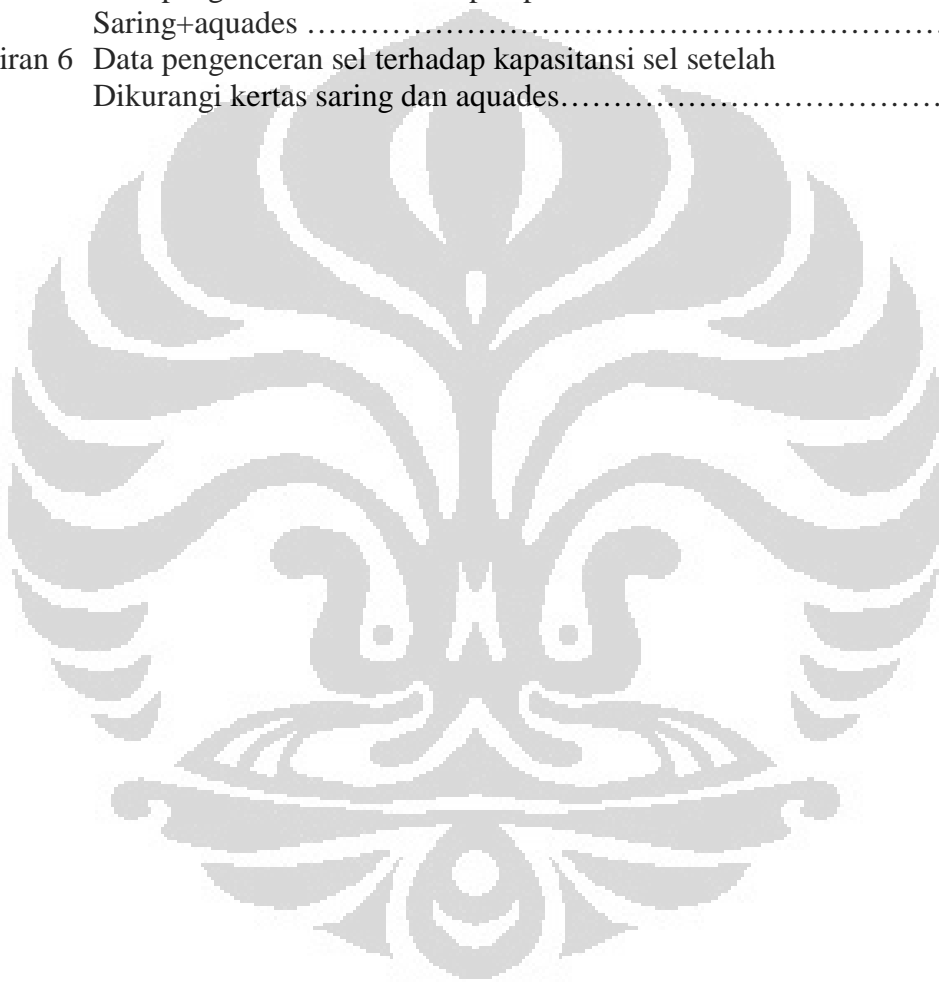 Saring+aquades ……………………………………………………………
iran 6 Data pengenceran sel terhadap kapasitansi sel setelah
Dikurangi kertas saring dan aquades……………………………………